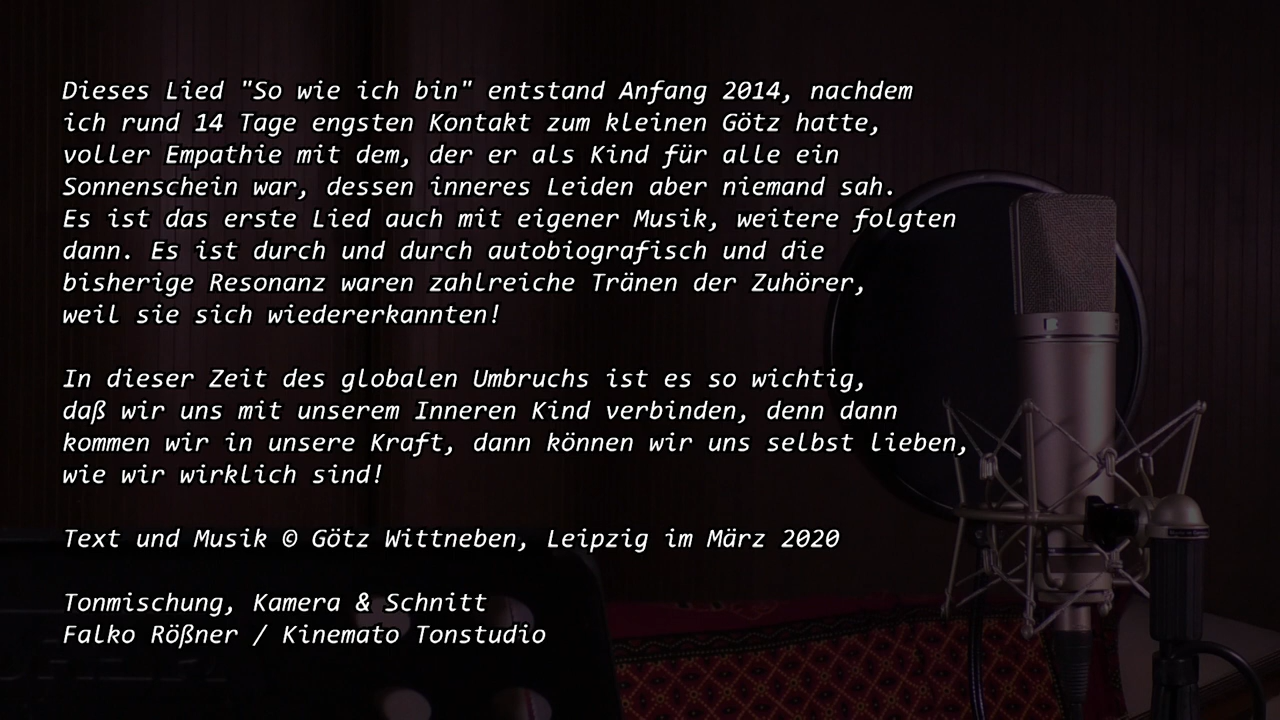 Dieses Lied "So wie ich bin" entstand Anfang 2014, nachdem
ich rund 14 Tage engsten Kontakt zum kleinen Götz hatte,
voller Empathie mit dem, der er als Kind für alle ein
Sonnenschein war, dessen inneres Leiden aber niemand sah.
Es ist das erste Lied auch mit eigener Musik, weitere folgten
dann. Es ist durch und durch autobiografisch und die
bisherige Resonanz waren zahlreiche Tränen der Zuhörer,
weil sie sich wiedererkannten!
In dieser Zeit des globalen Umbruchs ist es so wichtig,
daß wir uns mit unserem Inneren Kind verbinden, denn dann
kommen wir in unsere Kraft, dann können wir uns selbst lieben,
wie wir wirklich sind!
Text und Musik © Götz Wittneben, Leipzig im März 2020
Tonmischung, Kamera & Schnitt
Falko Rößner / Kinemato Tonstudio